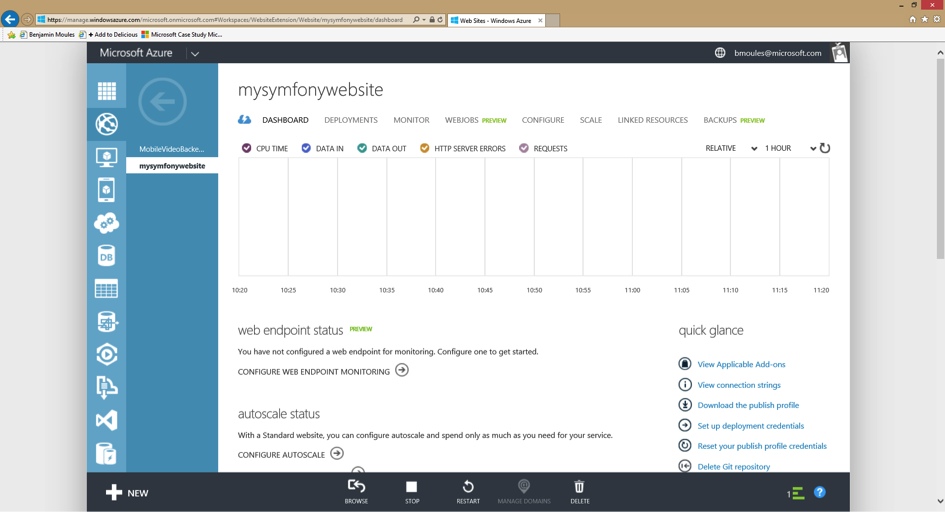 https://manage.windowsazure.com/microsoft.onmicrosoft.com#Workspaces/WebsiteExtension/Website/mysymfonywebsite/dashboard
Web Sites - Windows Azure
Benjamin Moules
Add to Delicious
Microsoft Case Study Mic...
Microsoft Azure
bmoules@microsoft.com
MobileVideoBacke...
mysymfonywebsite
DB
mysymfonywebsite
DASHBOARD DEPLOYMENTS MONITOR WEBJOBS PREVIEW CONFIGURE SCALE LINKED RESOURCES BACKUPS PREVIEW
CPU TIME DATA IN DATA OUT HTTP SERVER ERRORS REQUESTS RELATIVE 1 HOUR
10:20 10:25 10:30 10:35 10:40 10:45 10:50 10:55 11:00 11:05 11:10 11:15 11:20
web endpoint status PREVIEW
You have not configured a web endpoint for monitoring. Configure one to get started.
CONFIGURE WEB ENDPOINT MONITORING
autoscale status
With a Standard website, you can configure autoscale and spend only as much as you need for your service.
CONFIGURE AUTOSCALE
quick glance
View Applicable Add-ons
View connection strings
Download the publish profile
Set up deployment credentials
Reset your publish profile credentials
Delete Git repository
NEW
BROWSE
STOP
RESTART
MANAGE DOMAINS
DELETE
1
?